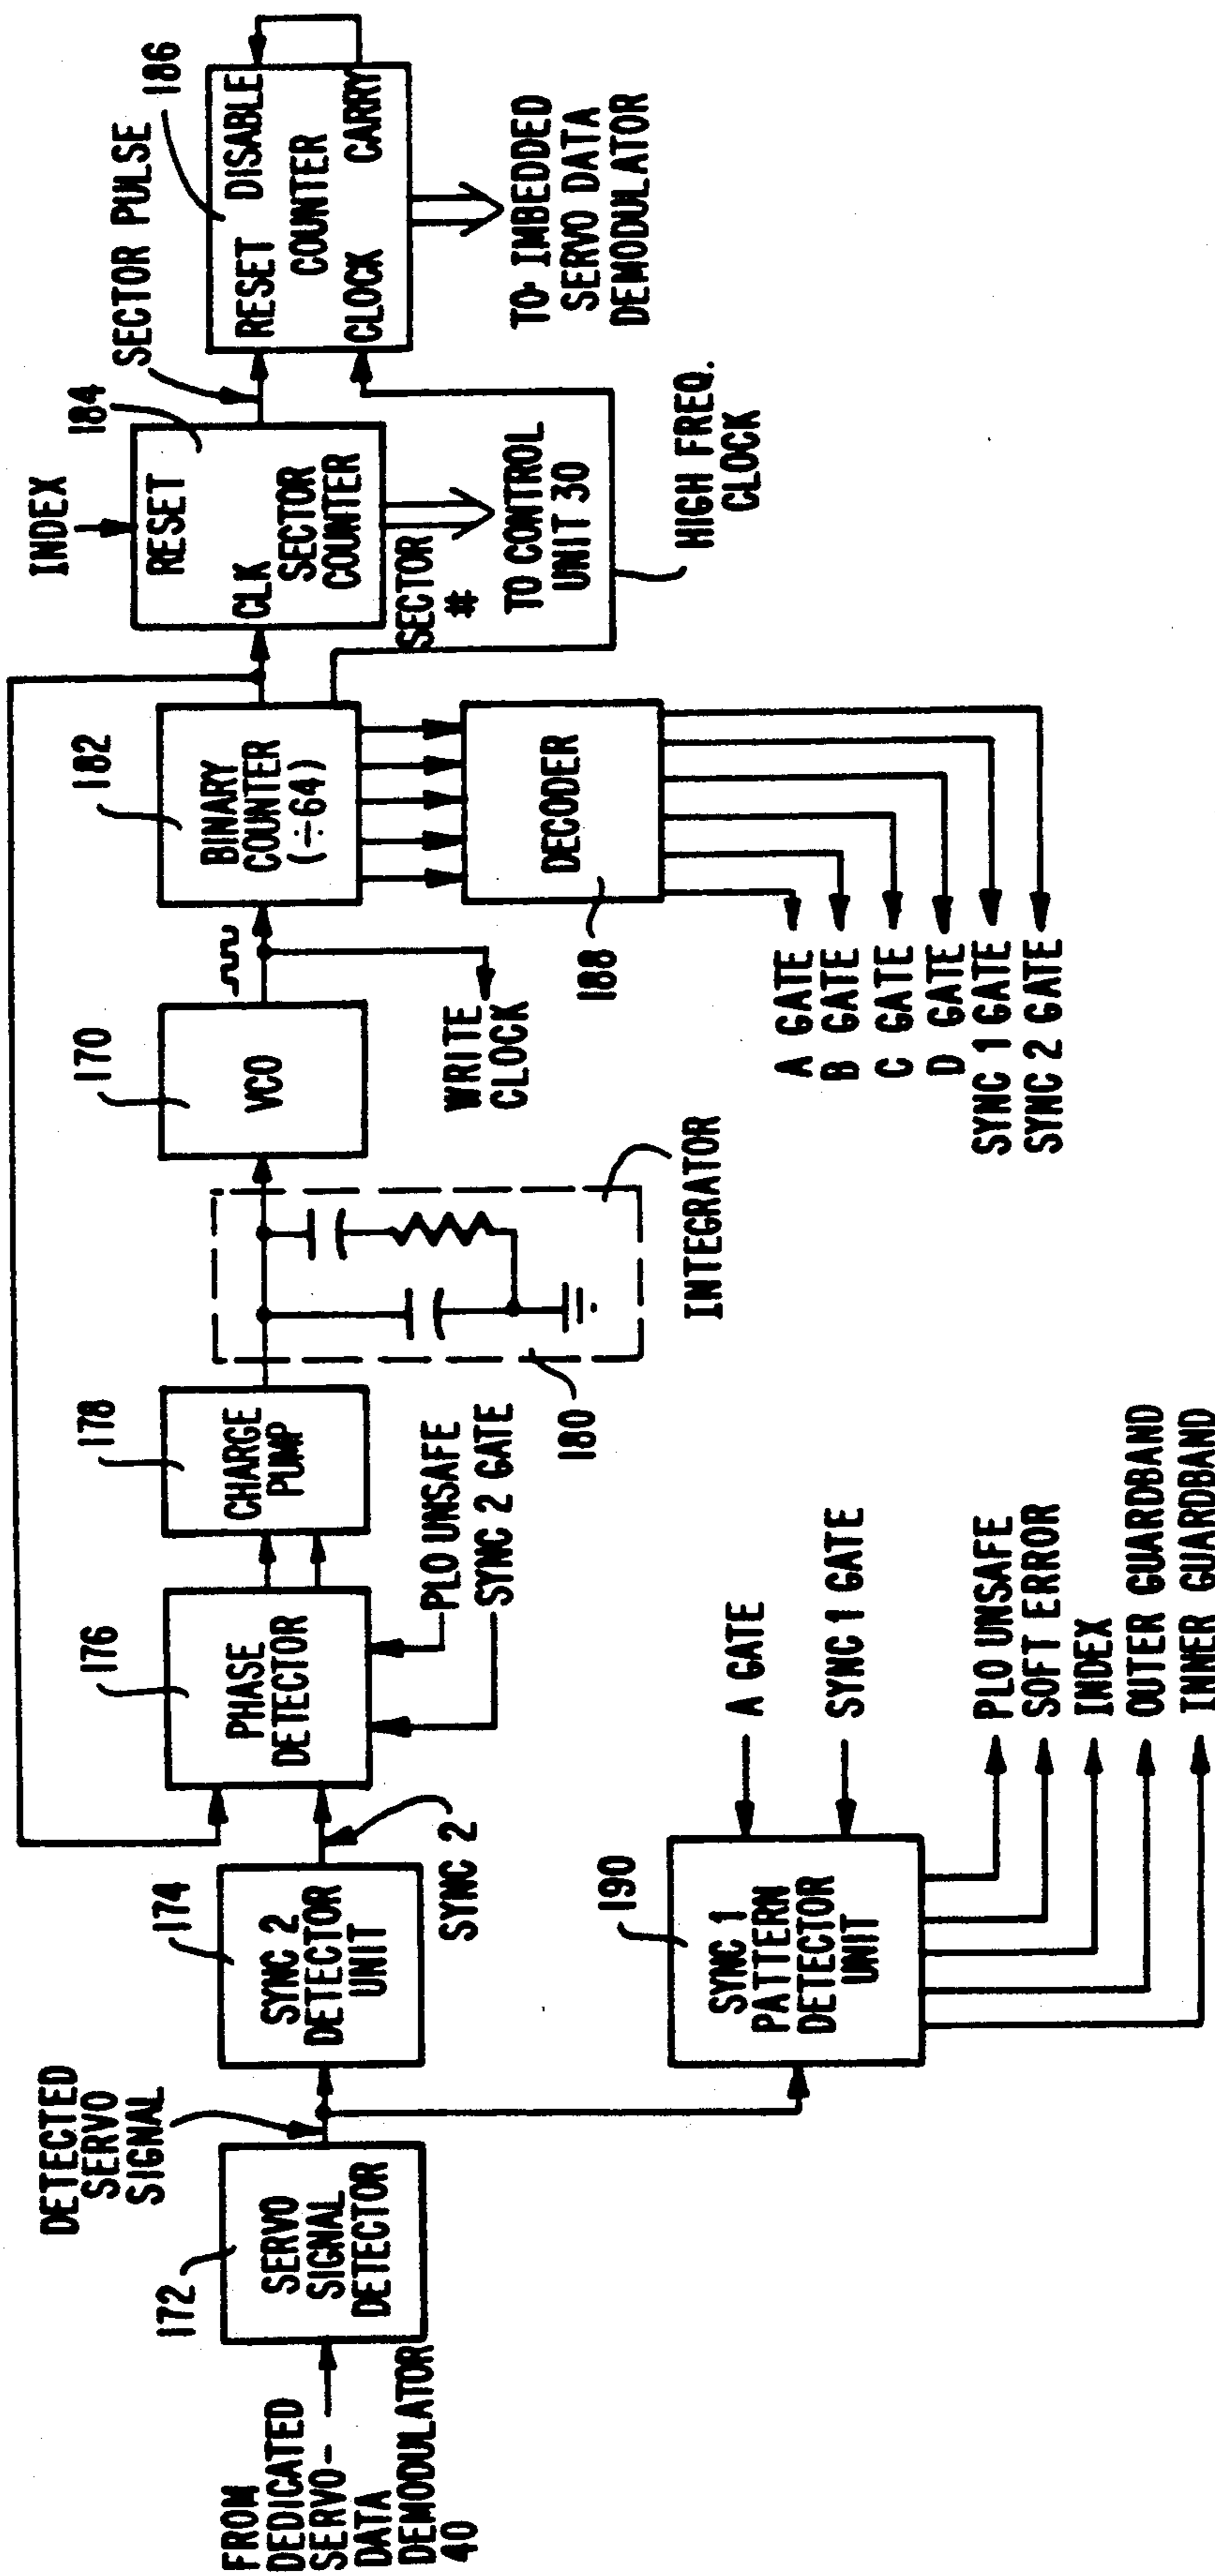 FROM
DEDICATED
SERVO-
DATA
DEMODULATOR
40
172
SERVO
SIGNAL
DETECTOR
DETECTED
SERVO
SIGNAL
174
SYNC 2
DETECTOR
UNIT
SYNC 2
176
PHASE
DETECTOR
PLO UNSAFE
SYNC 2 GATE
178
CHARGE
PUMP
180
INTEGRATOR
170
VCO
WRITE
CLOCK
182
BINARY
COUNTER
(÷64)
188
DECODER
A GATE
B GATE
C GATE
D GATE
SYNC 1 GATE
SYNC 2 GATE
INDEX
184
RESET
CLK
SECTOR
COUNTER
SECTOR
#
TO CONTROL
UNIT 30
HIGH FREQ.
CLOCK
SECTOR PULSE
186
RESET DISABLE
COUNTER
CLOCK CARRY
TO IMBEDDED
SERVO DATA
DEMODULATOR
190
SYNC 1
PATTERN
DETECTOR
UNIT
A GATE
SYNC 1 GATE
PLO UNSAFE
SOFT ERROR
INDEX
OUTER GUARDBAND
INNER GUARDBAND